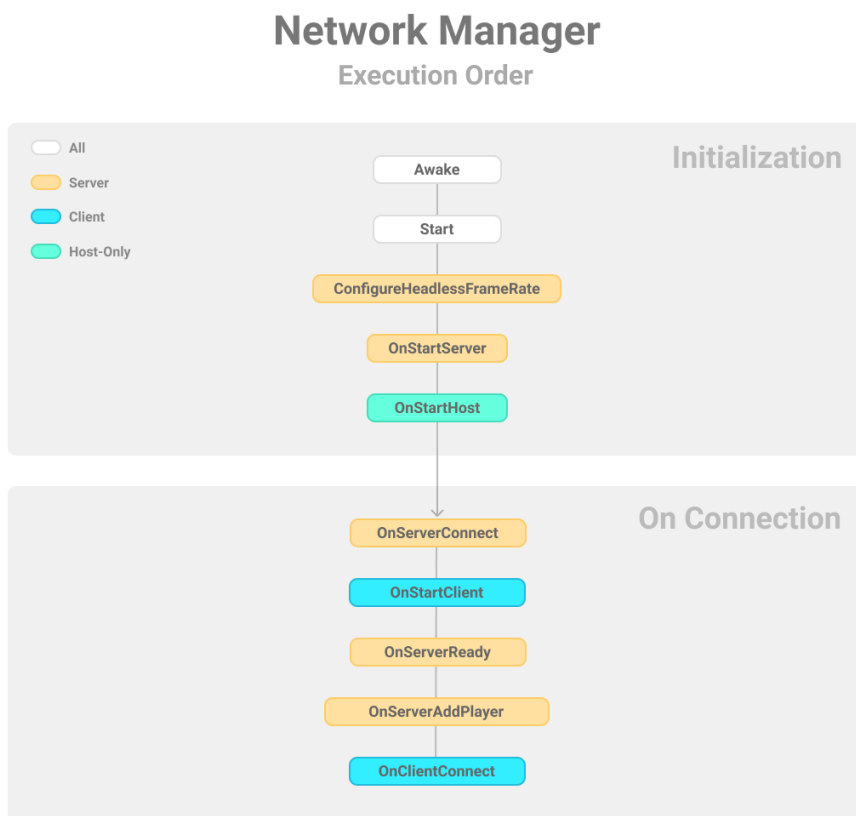 Network Manager
Execution Order
Initialization
All
Server
Client
Host-Only
Awake
Start
ConfigureHeadlessFrameRate
OnStartServer
OnStartHost
On Connection
OnServerConnect
OnStartClient
OnServerReady
OnServerAddPlayer
OnClientConnect